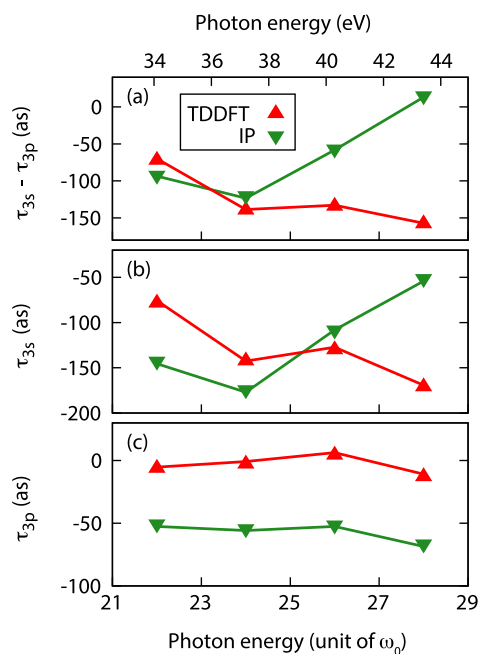 Photon energy (eV)
34 36 38 40 42 44
(a)
TDDFT
IP
0
-50
-100
-150
τ3s - τ3p (as)
(b)
-50
-100
-150
-200
τ3s (as)
(c)
0
-50
-100
τ3p (as)
21 23 25 27 29
Photon energy (unit of ω0)